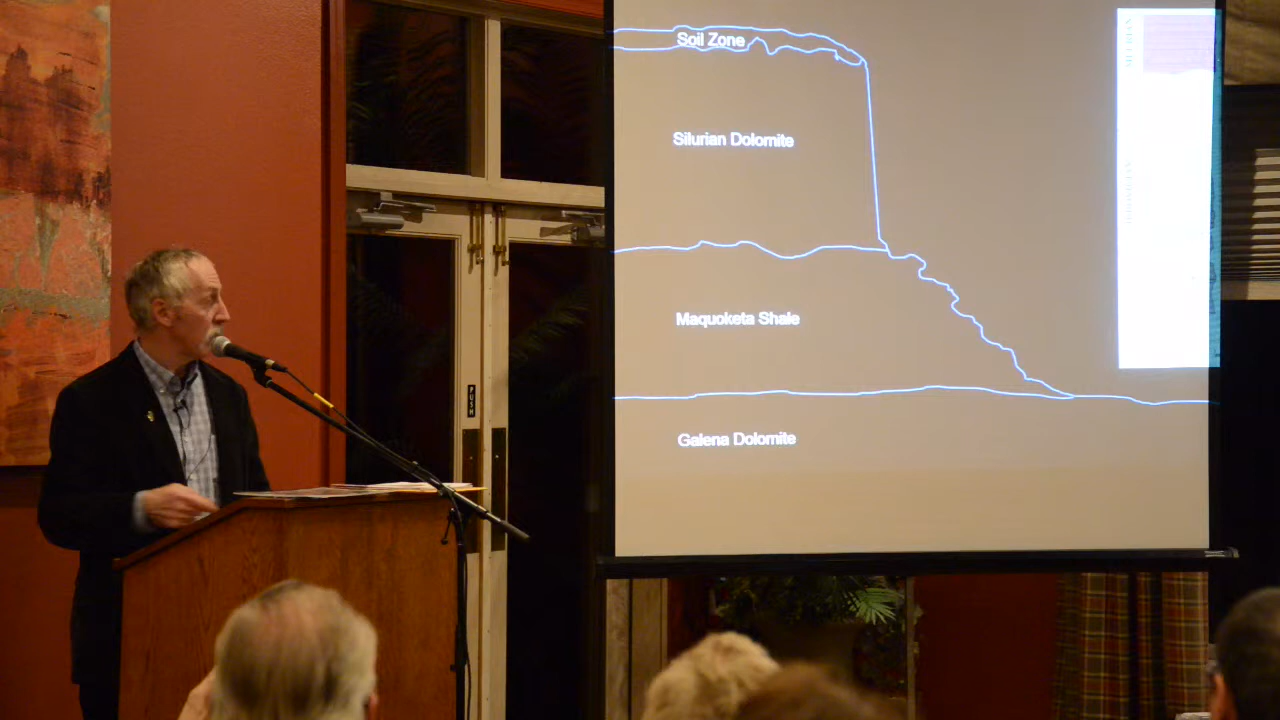 Soil Zone
Silurian Dolomite
Maquoketa Shale
Galena Dolomite
PUSH